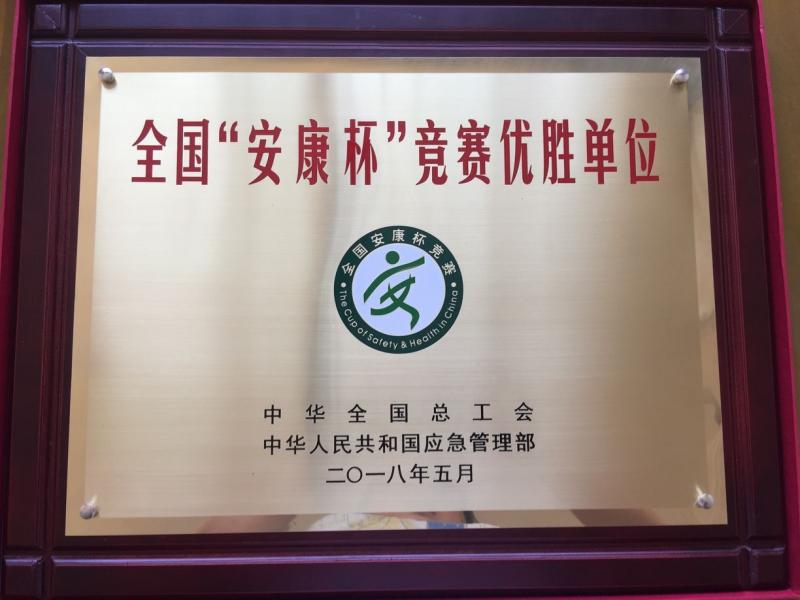 全国“安康杯”竞赛优胜单位
全国安康杯竞赛
The Cup of Safety & Health in China
中华全国总工会
中华人民共和国应急管理部
二〇一八年五月